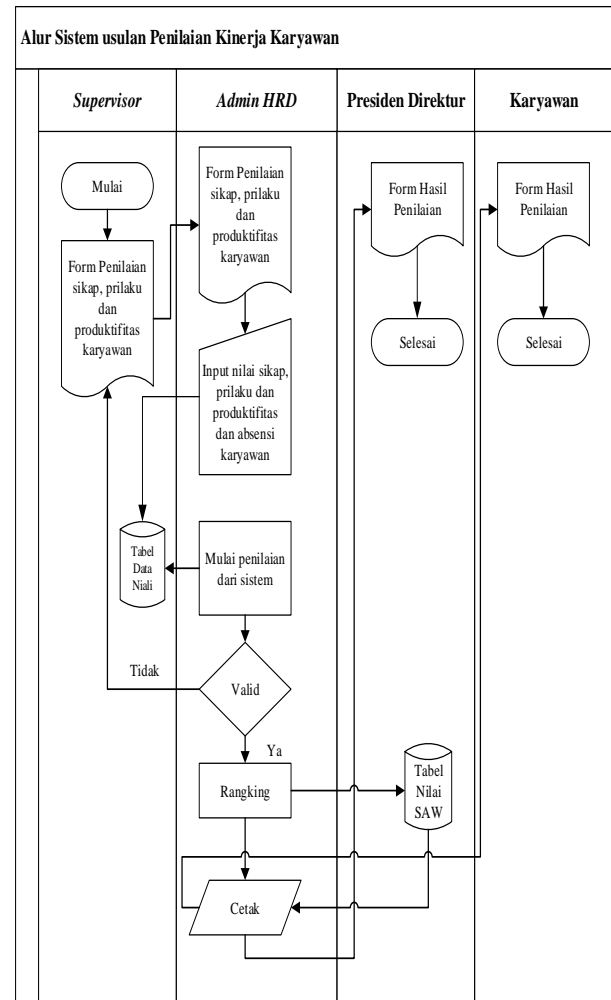 Alur Sistem usulan Penilaian Kinerja Karyawan
Supervisor
Admin HRD
Presiden Direktur
Karyawan
Mulai
Form Penilaian
sikap, prilaku
dan
produktifitas
karyawan
Form Penilaian
sikap, prilaku
dan
produktifitas
karyawan
Input nilai sikap,
prilaku dan
produktifitas
dan absensi
karyawan
Tabel
Data
Niali
Mulai penilaian
dari sistem
Tidak
Valid
Ya
Rangking
Tabel
Nilai
SAW
Cetak
Form Hasil
Penilaian
Selesai
Form Hasil
Penilaian
Selesai